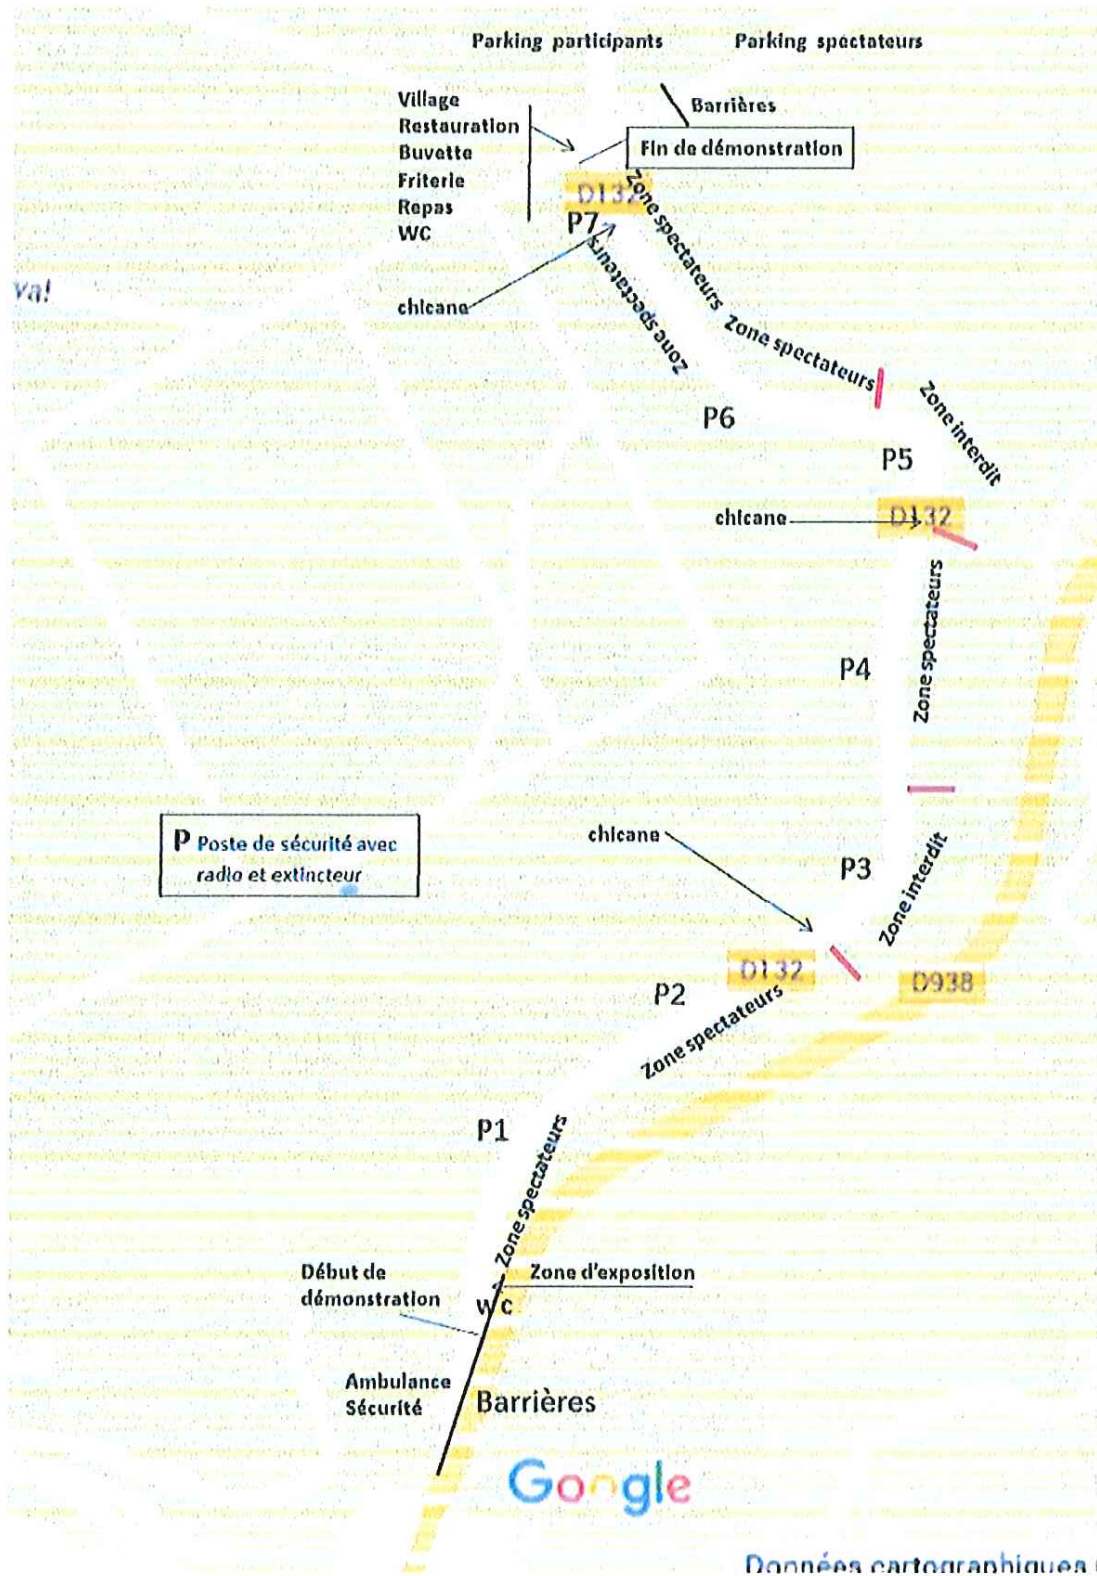 Parking participants
Parking spectateurs
Village
Restauration
Buvette
Friterie
Repas
WC
Barrières
Fin de démonstration
D132
Zone spectateurs
P7
Zone spectateurs
chicane
val
Zone spectateurs
Zone interdit
P6
P5
chicane
D132
Zone spectateurs
P4
P Poste de sécurité avec
radio et extincteur
chicane
P3
Zone interdit
D132
D938
P2
Zone spectateurs
P1
Zone spectateurs
Début de
démonstration
Zone d'exposition
WC
Ambulance
Sécurité
Barrières
Google
Données cartographiques